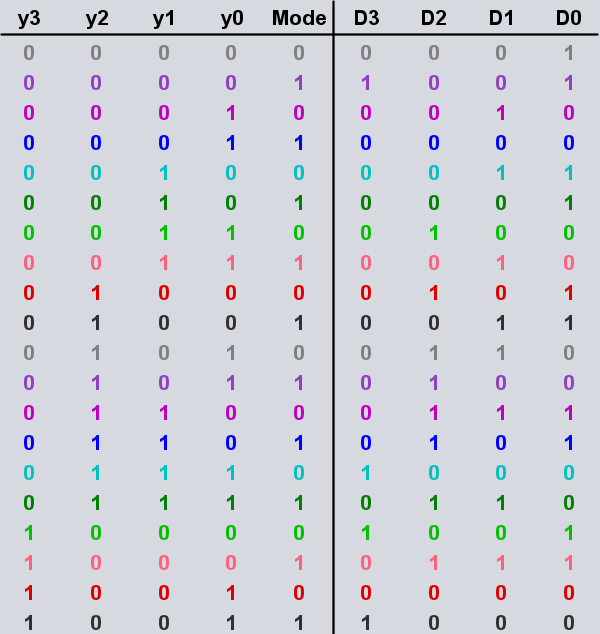 y3 y2 y1 y0 Mode D3 D2 D1 D0
0 0 0 0 0 0 0 0 1
0 0 0 0 1 1 0 0 1
0 0 0 1 0 0 0 1 0
0 0 0 1 1 0 0 0 0
0 0 1 0 0 0 0 1 1
0 0 1 0 1 0 0 0 1
0 0 1 1 0 0 1 0 0
0 0 1 1 1 0 0 1 0
0 1 0 0 0 0 1 0 1
0 1 0 0 1 0 0 1 1
0 1 0 1 0 0 1 1 0
0 1 0 1 1 0 1 0 0
0 1 1 0 0 0 1 1 1
0 1 1 0 1 0 1 0 1
0 1 1 1 0 1 0 0 0
0 1 1 1 1 0 1 1 0
1 0 0 0 0 1 0 0 1
1 0 0 0 1 0 1 1 1
1 0 0 1 0 0 0 0 0
1 0 0 1 1 1 0 0 0